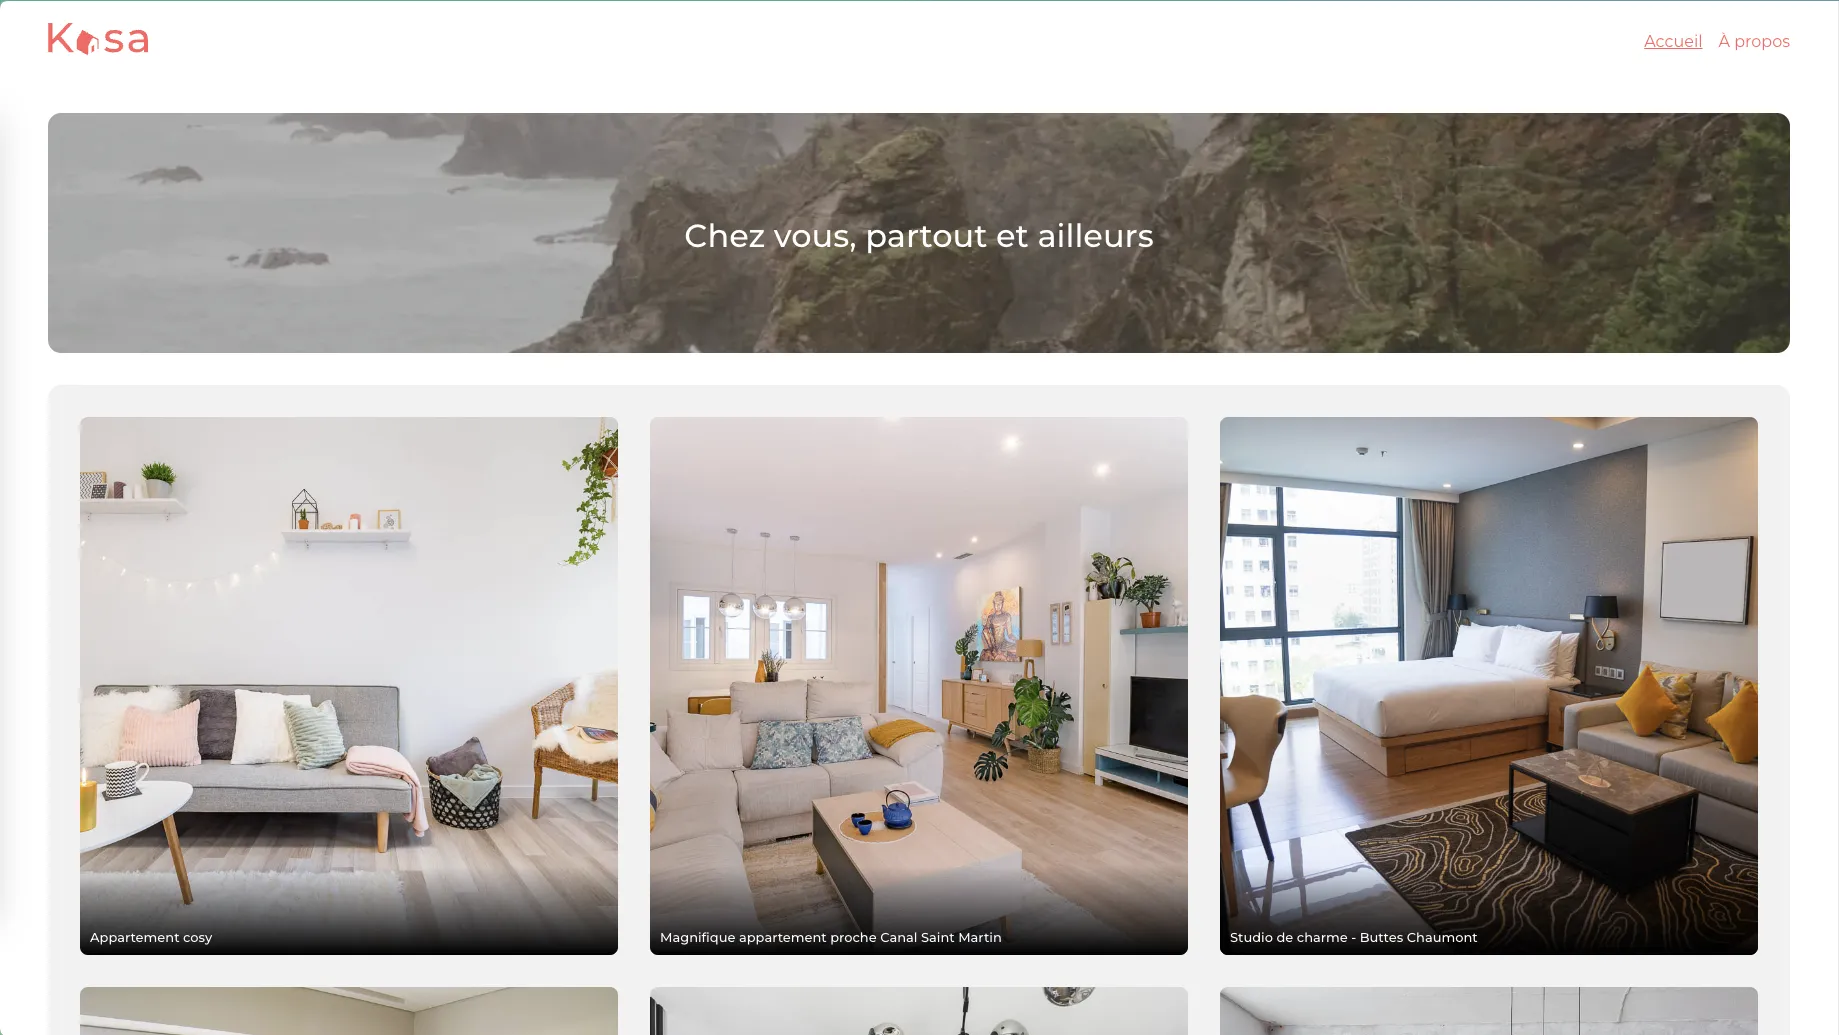 Kasa
Accueil À propos
Chez vous, partout et ailleurs
Appartement cosy
Magnifique appartement proche Canal Saint Martin
Studio de charme - Buttes Chaumont